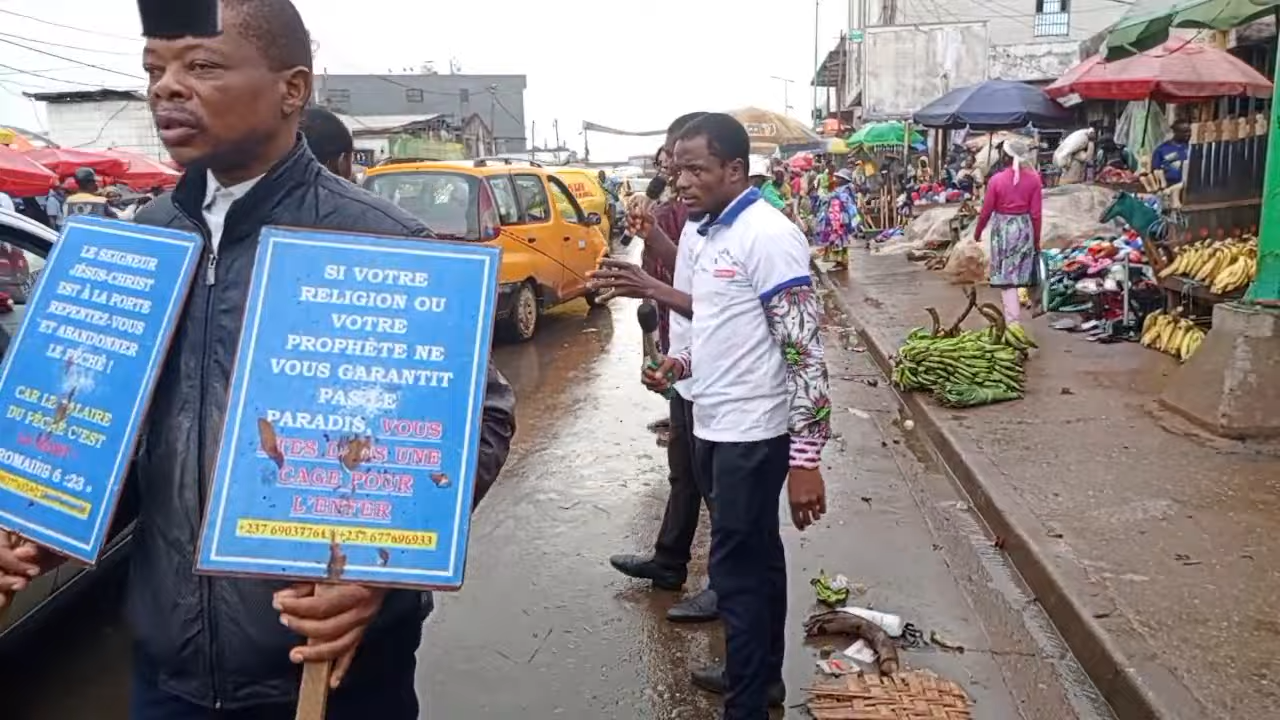 LE SEIGNEUR
JÉSUS-CHRIST
EST À LA PORTE
REPENTEZ-VOUS
ET ABANDONNER
LE PÉCHÉ !
CAR LE SALAIRE
DU PÉCHÉ C'EST
ROMAINS 6 :23 »
SI VOTRE
RELIGION OU
VOTRE
PROPHÈTE NE
VOUS GARANTIT
PAS LE
PARADIS, VOUS
ÊTES DANS UNE
CAGE POUR
L'ENFER
+237 677696933